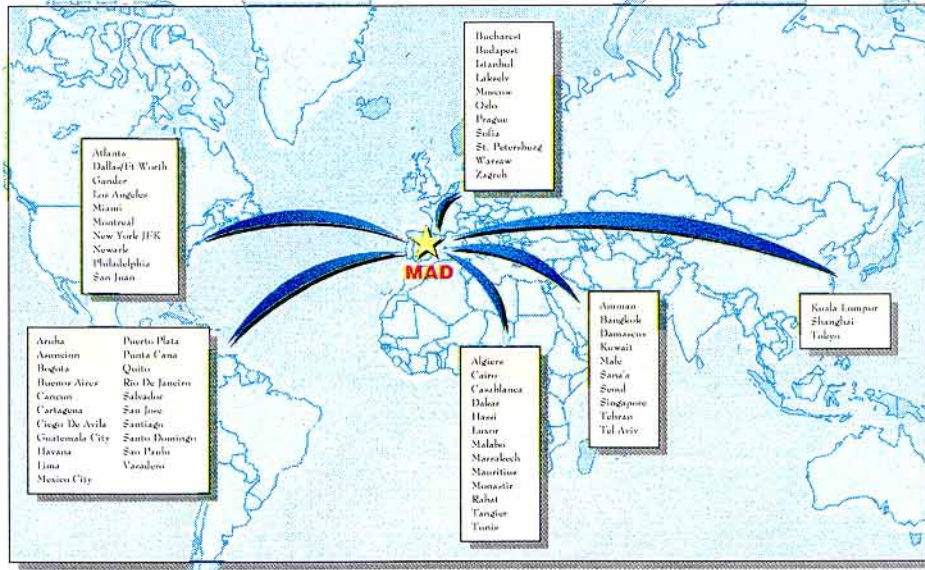 Bucharest
Budapest
Istanbul
Lakselv
Moscow
Oslo
Prague
Sofia
St. Petersburg
Warsaw
Zagreb
Atlanta
Dallas/Ft Worth
Gander
Los Angeles
Miami
Montreal
New York JFK
Newark
Philadelphia
San Juan
MAD
Aruba
Asuncion
Bogota
Buenos Aires
Cancun
Cartagena
Ciego De Avila
Guatemala City
Havana
Lima
Mexico City
Puerto Plata
Punta Cana
Quito
Rio De Janeiro
Salvador
San Jose
Santiago
Santo Domingo
Sao Paulo
Varadero
Algiers
Cairo
Casablanca
Dakar
Hassi
Luxor
Malabo
Marrakech
Mauritius
Monastir
Rabat
Tangier
Tunis
Amman
Bangkok
Damascus
Kuwait
Male
Sana'a
Seoul
Singapore
Tehran
Tel Aviv
Kuala Lumpur
Shanghai
Tokyo